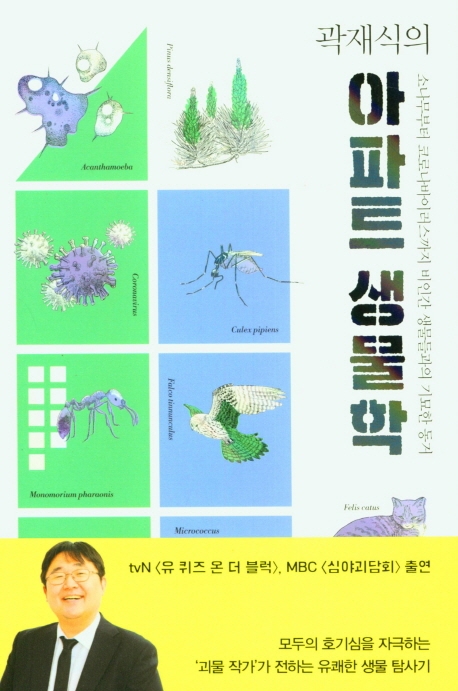 곽재식의
아파트 생물학
소나무부터 코로나바이러스까지 비인간 생물들과의 기묘한 동거
Pinus densiflora
Acanthamoeba
Coronavirus
Culex pipiens
Falco tinnunculus
Monomorium pharaonis
Felis catus
Micrococcus
tvN 〈유 퀴즈 온 더 블럭〉, MBC 〈심야괴담회〉 출연
모두의 호기심을 자극하는
‘괴물 작가’가 전하는 유쾌한 생물 탐사기